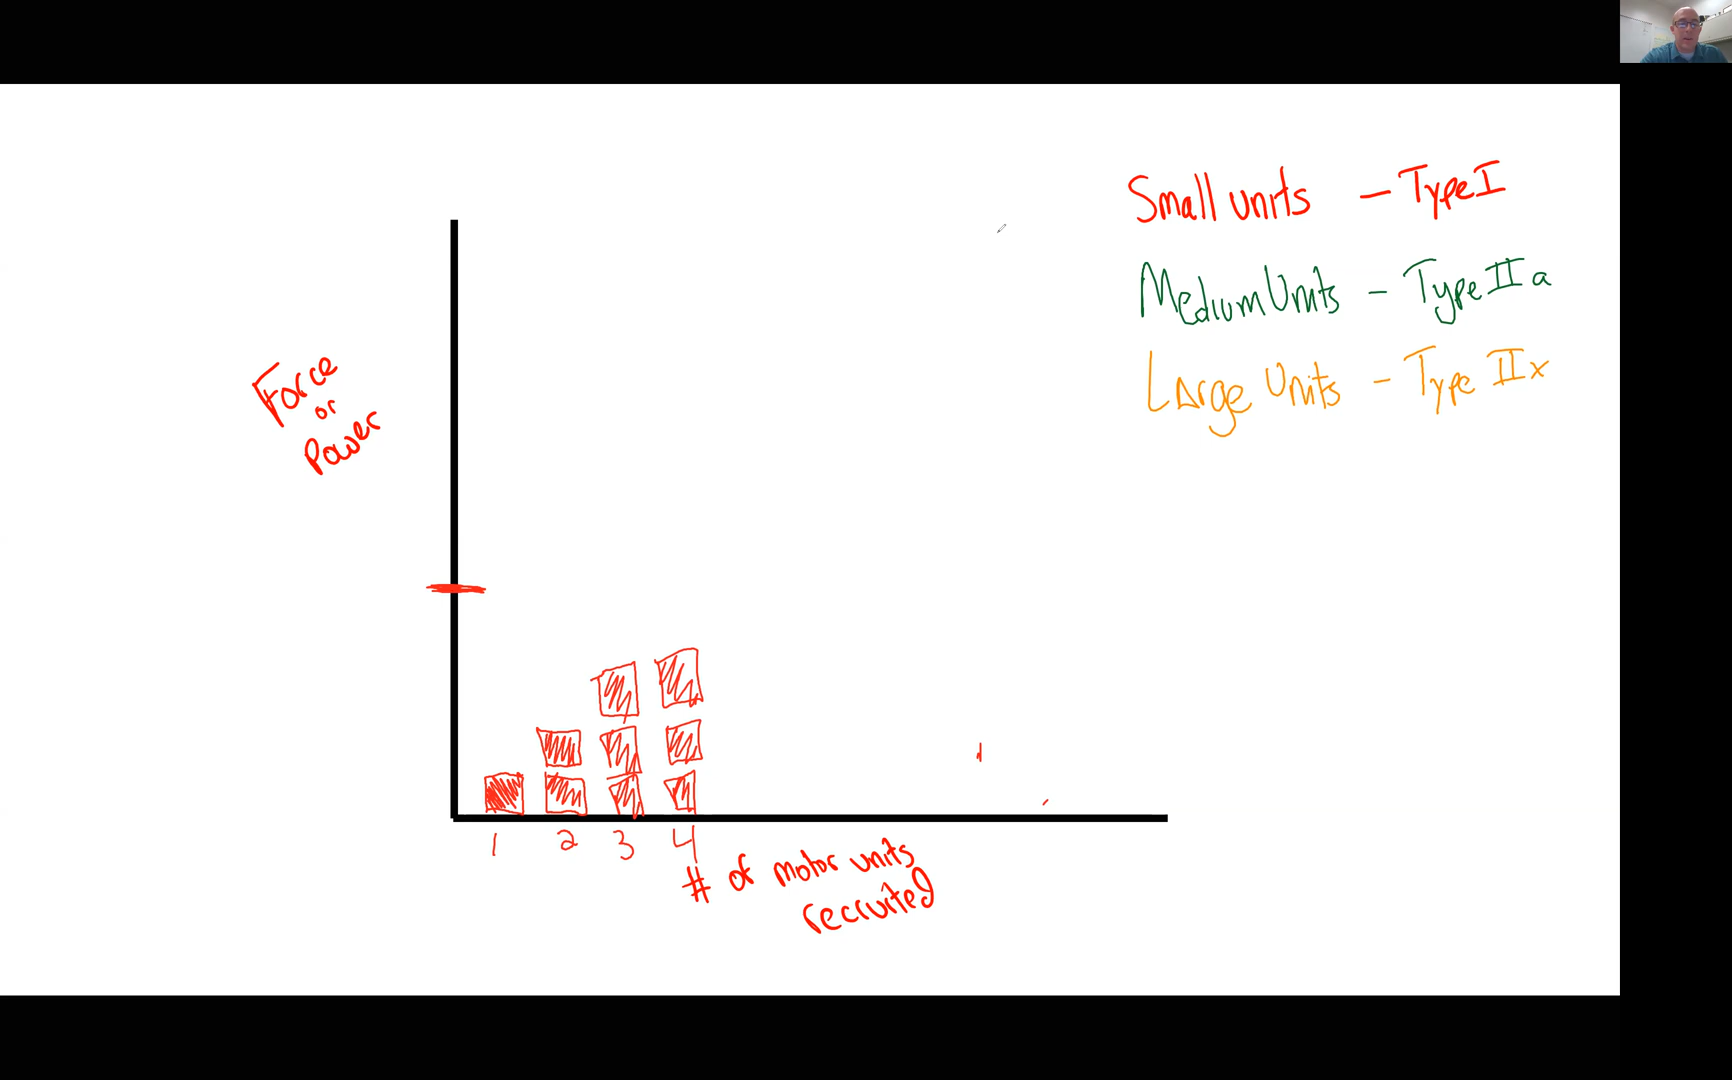 Small units - Type I
Medium Units - Type II a
Large Units - Type II x
Force
or
Power
1 2 3 4
# of motor units
recruited